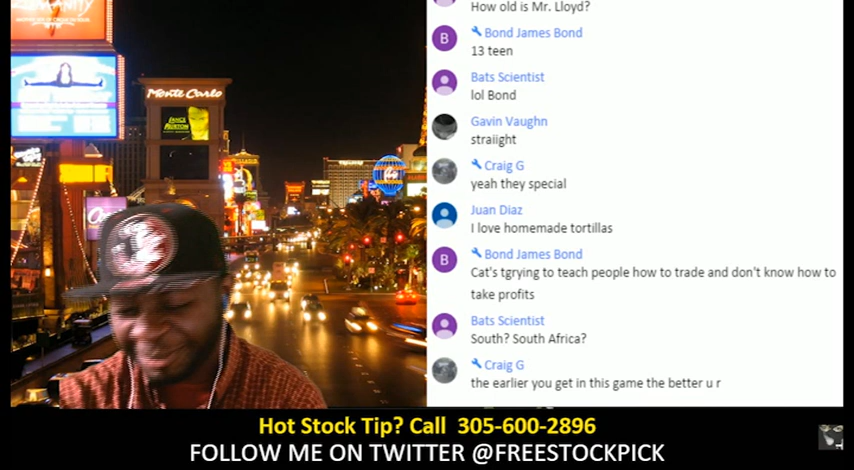 HUMANITY
Monte Carlo
LANCE
BURTON
How old is Mr. Lloyd?
B
Bond James Bond
13 teen
Bats Scientist
lol Bond
Gavin Vaughn
straiight
Craig G
yeah they special
Juan Diaz
I love homemade tortillas
B
Bond James Bond
Cat's tgrying to teach people how to trade and don't know how to
take profits
Bats Scientist
South? South Africa?
Craig G
the earlier you get in this game the better u r
Hot Stock Tip? Call 305-600-2896
FOLLOW ME ON TWITTER @FREESTOCKPICK